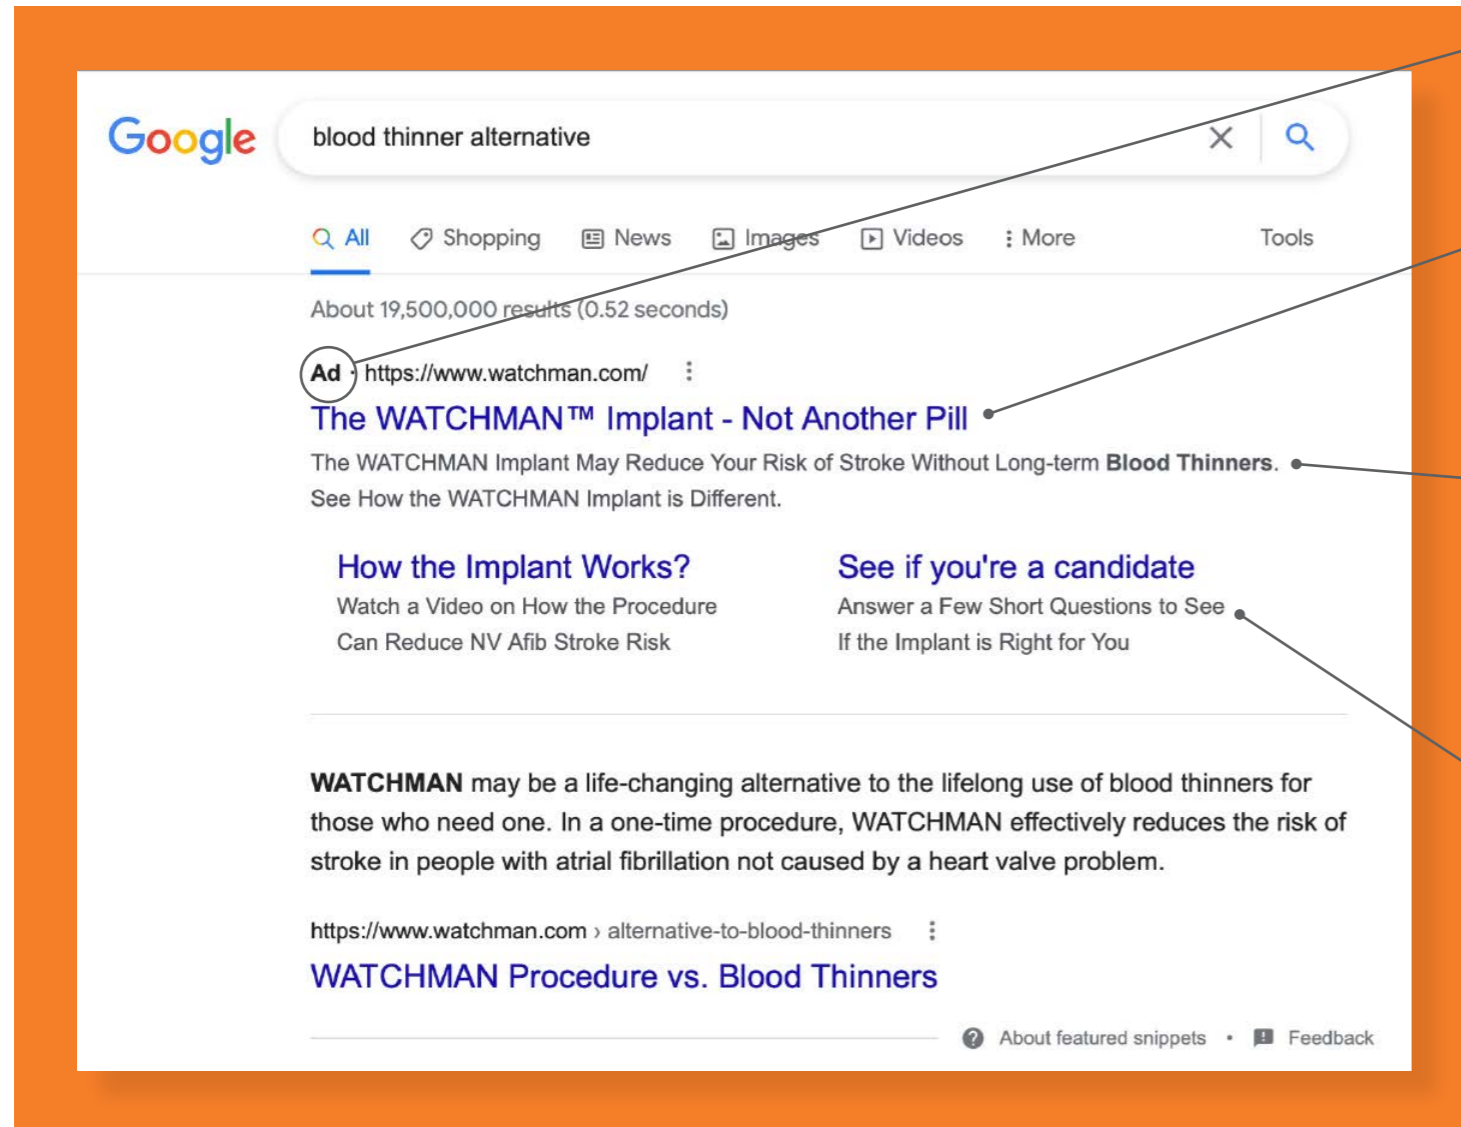 Google
blood thinner alternative
All Shopping News Images Videos More Tools
About 19,500,000 results (0.52 seconds)
Ad · https://www.watchman.com/
The WATCHMAN™ Implant - Not Another Pill
The WATCHMAN Implant May Reduce Your Risk of Stroke Without Long-term Blood Thinners.
See How the WATCHMAN Implant is Different.
How the Implant Works?
Watch a Video on How the Procedure
Can Reduce NV Afib Stroke Risk
See if you're a candidate
Answer a Few Short Questions to See
If the Implant is Right for You
WATCHMAN may be a life-changing alternative to the lifelong use of blood thinners for
those who need one. In a one-time procedure, WATCHMAN effectively reduces the risk of
stroke in people with atrial fibrillation not caused by a heart valve problem.
https://www.watchman.com › alternative-to-blood-thinners
WATCHMAN Procedure vs. Blood Thinners
About featured snippets • Feedback